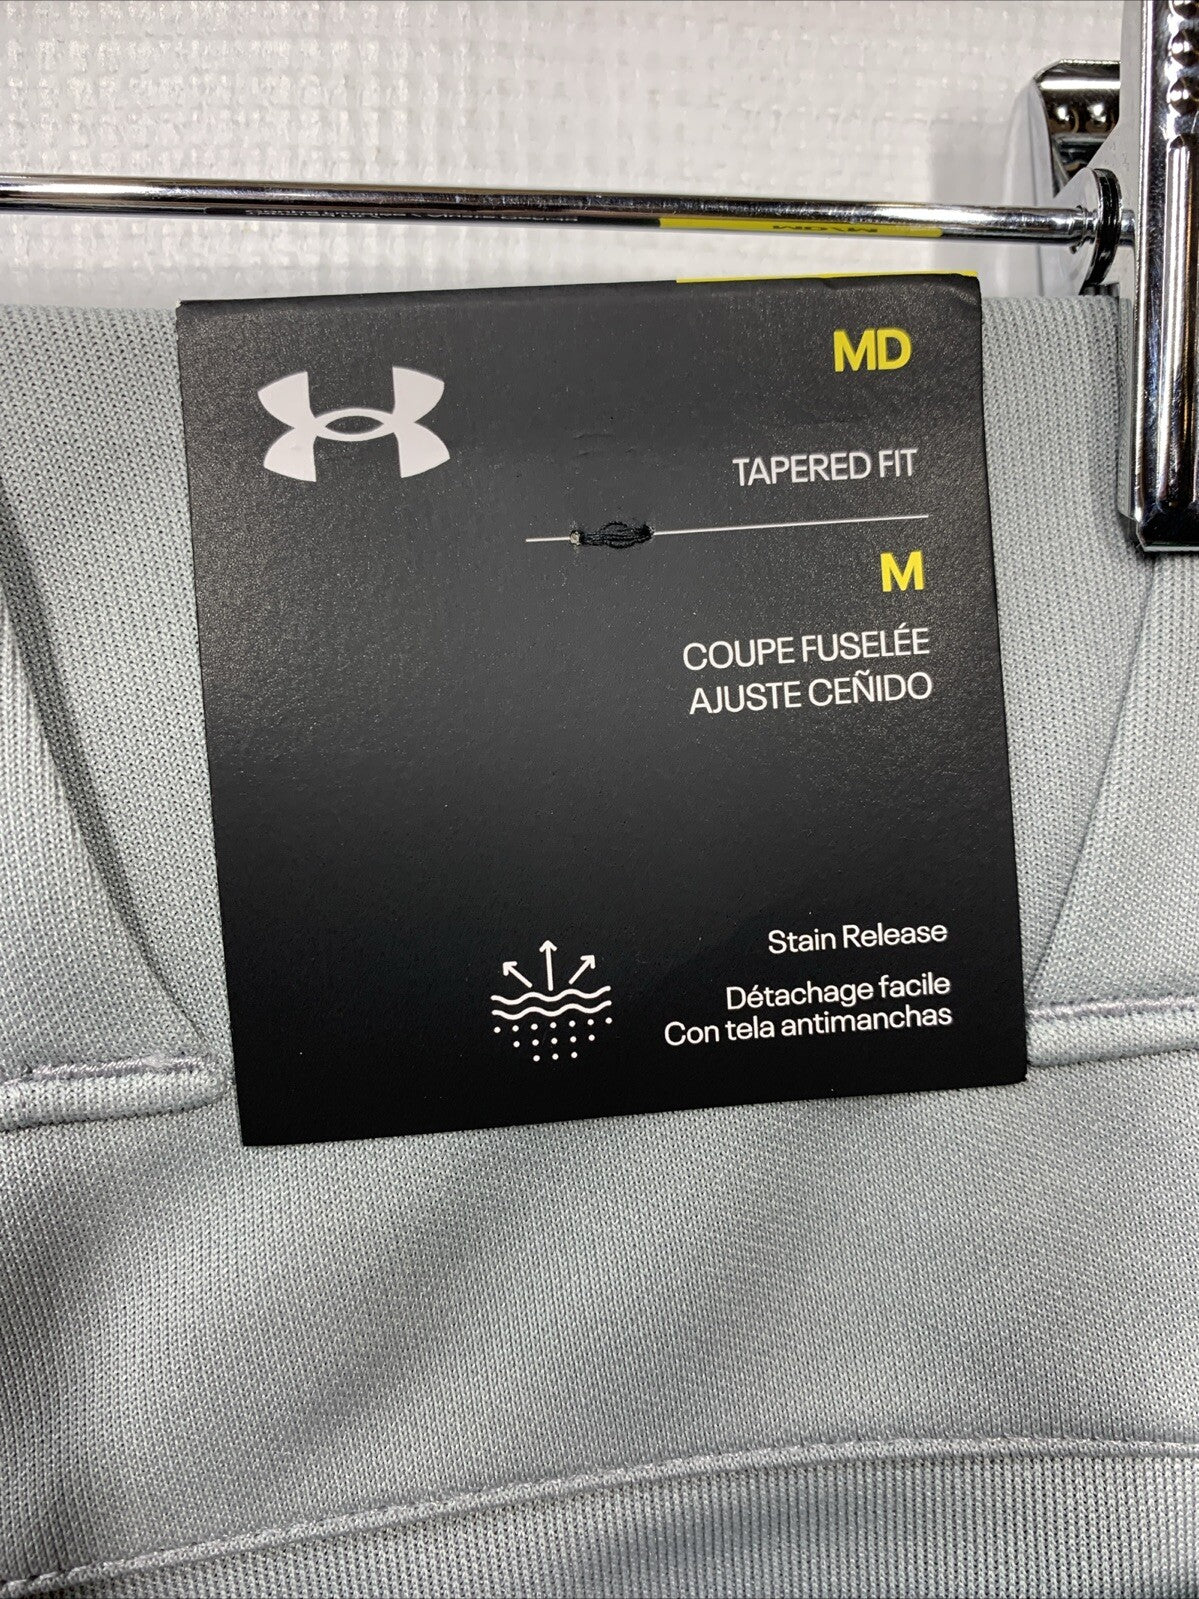 MD
TAPERED FIT
M
COUPE FUSELÉE
AJUSTE CEÑIDO
Stain Release
Détachage facile
Con tela antimanchas